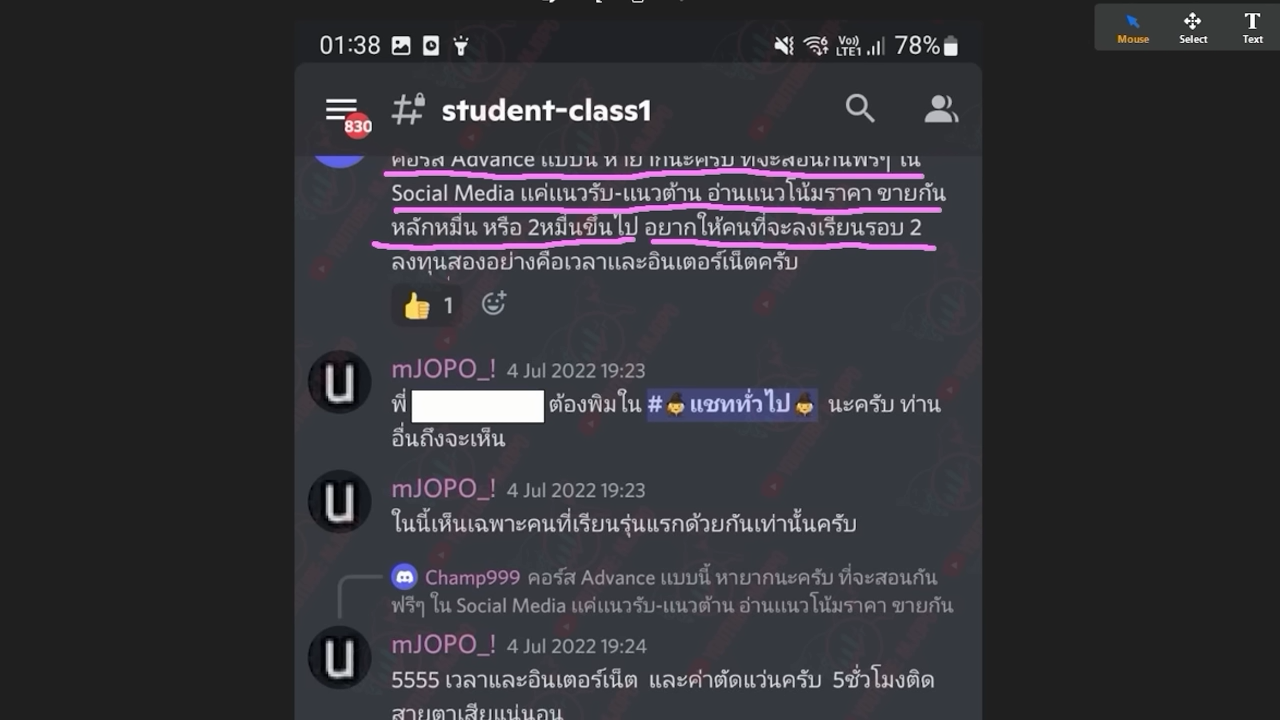 01:38
Vo)) LTE1 78%
Mouse
Select
T
Text
830
student-class1
คอร์ส Advance แบบนี้ หายากนะครับ ที่จะสอนกันฟรีๆ ใน
Social Media แค่แนวรับ-แนวต้าน อ่านแนวโน้มราคา ขายกัน
หลักหมื่น หรือ 2หมื่นขึ้นไป อยากให้คนที่จะลงเรียนรอบ 2
ลงทุนสองอย่างคือเวลาและอินเตอร์เน็ตครับ
👍 1
mJOPO_! 4 Jul 2022 19:23
พี่ ต้องพิมใน #แชททั่วไป นะครับ ท่าน
อื่นถึงจะเห็น
mJOPO_! 4 Jul 2022 19:23
ในนี้เห็นเฉพาะคนที่เรียนรุ่นแรกด้วยกันเท่านั้นครับ
Champ999 คอร์ส Advance แบบนี้ หายากนะครับ ที่จะสอนกัน
ฟรีๆ ใน Social Media แค่แนวรับ-แนวต้าน อ่านแนวโน้มราคา ขายกัน
mJOPO_! 4 Jul 2022 19:24
5555 เวลาและอินเตอร์เน็ต และค่าตัดแว่นครับ 5ชั่วโมงติด
สายตาเสียแน่นอน